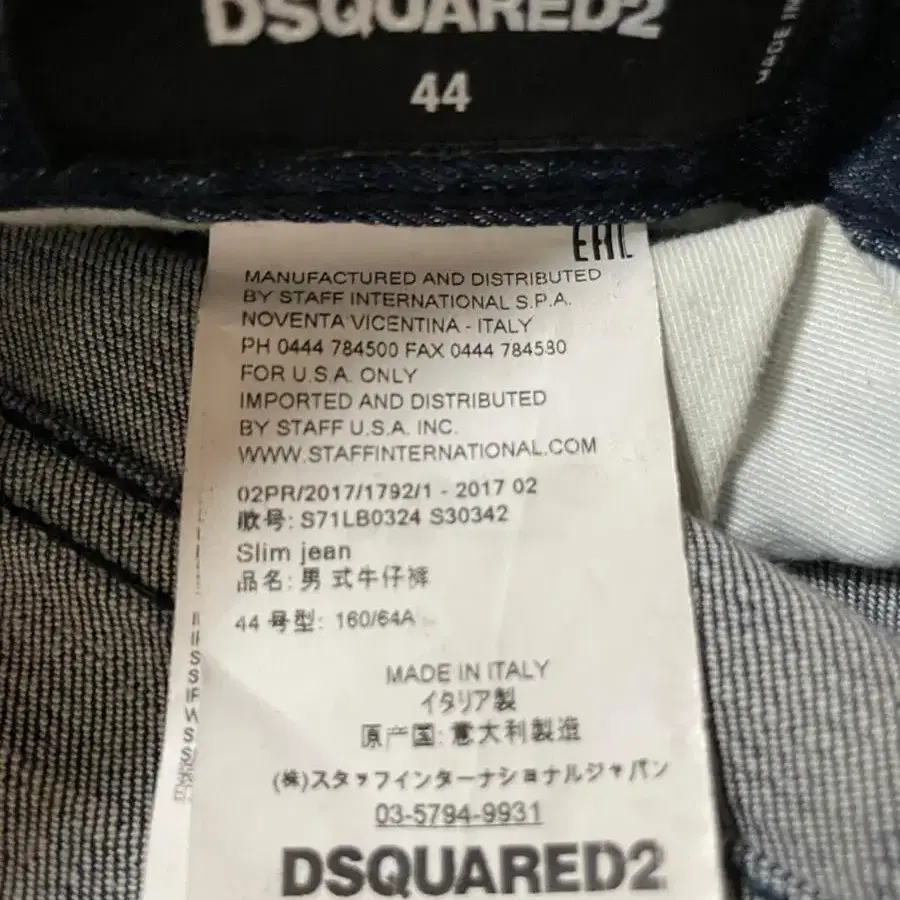 DSQUARED2
44
MADE IN
EAC
MANUFACTURED AND DISTRIBUTED
BY STAFF INTERNATIONAL S.P.A.
NOVENTA VICENTINA - ITALY
PH 0444 784500 FAX 0444 784530
FOR U.S.A. ONLY
IMPORTED AND DISTRIBUTED
BY STAFF U.S.A. INC.
WWW.STAFFINTERNATIONAL.COM
02PR/2017/1792/1 - 2017 02
款号: S71LB0324 S30342
Slim jean
品名: 男式牛仔裤
44 号型: 160/64A
MADE IN ITALY
イタリア製
原产国: 意大利製造
(株)スタッフインターナショナルジャパン
03-5794-9931
DSQUARED2